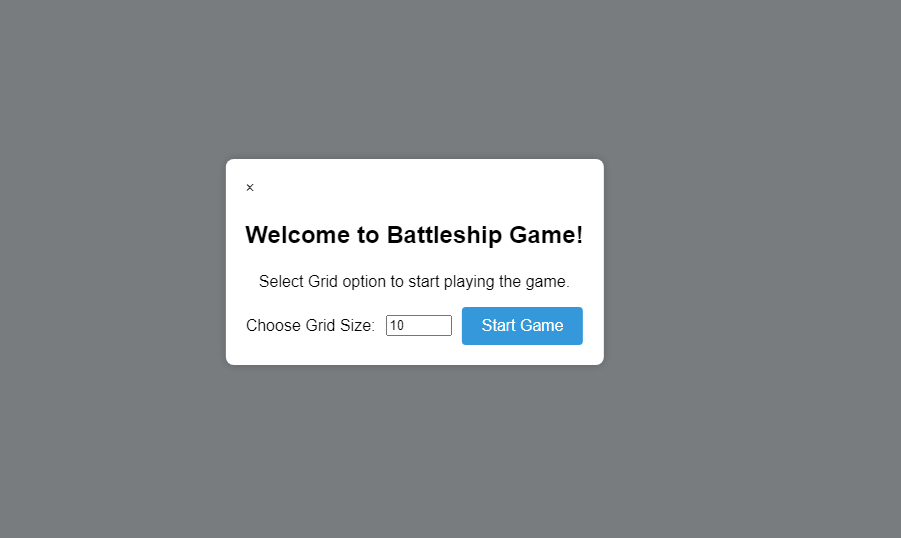 ×
Welcome to Battleship Game!
Select Grid option to start playing the game.
Choose Grid Size: 10 Start Game